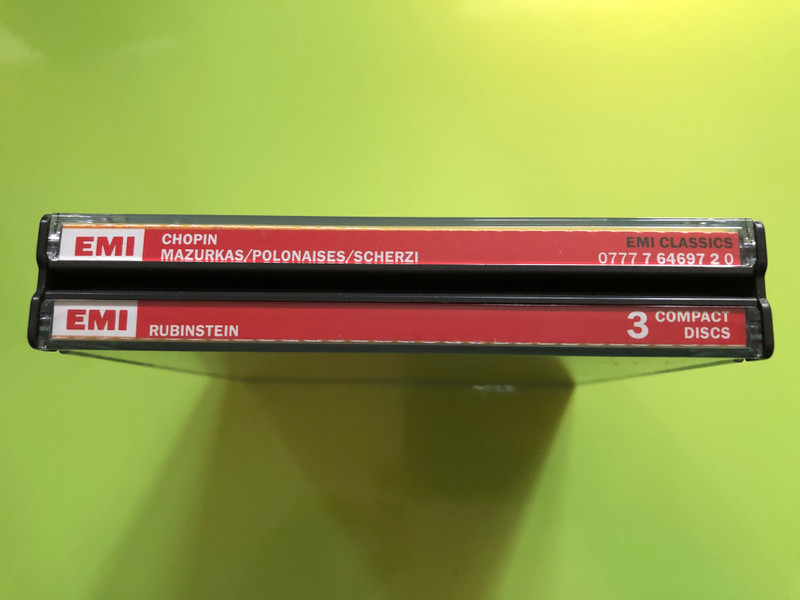 EMI CHOPIN EMI CLASSICS
MAZURKAS/POLONAISES/SCHERZI 0777 7 64697 2 0
EMI RUBINSTEIN 3 COMPACT
DISCS